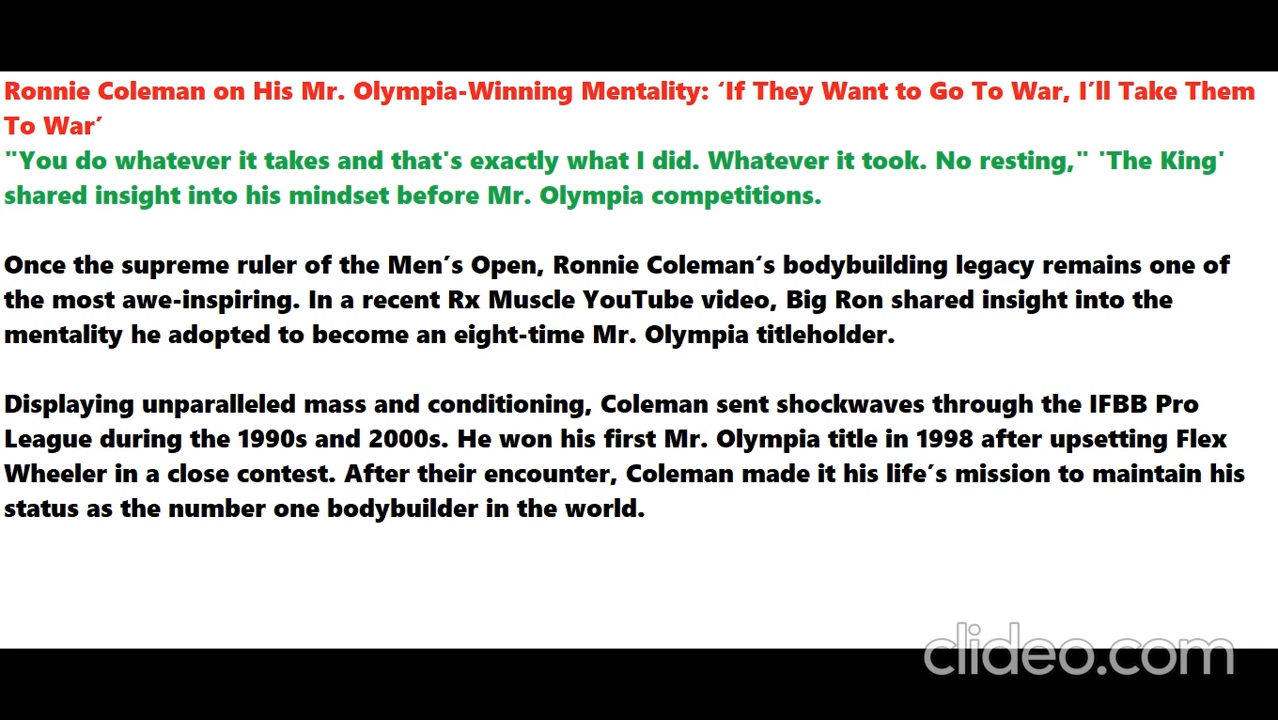 Ronnie Coleman on His Mr. Olympia-Winning Mentality: ‘If They Want to Go To War, I’ll Take Them
To War’
"You do whatever it takes and that's exactly what I did. Whatever it took. No resting," 'The King'
shared insight into his mindset before Mr. Olympia competitions.
Once the supreme ruler of the Men’s Open, Ronnie Coleman‘s bodybuilding legacy remains one of
the most awe-inspiring. In a recent Rx Muscle YouTube video, Big Ron shared insight into the
mentality he adopted to become an eight-time Mr. Olympia titleholder.
Displaying unparalleled mass and conditioning, Coleman sent shockwaves through the IFBB Pro
League during the 1990s and 2000s. He won his first Mr. Olympia title in 1998 after upsetting Flex
Wheeler in a close contest. After their encounter, Coleman made it his life’s mission to maintain his
status as the number one bodybuilder in the world.
clideo.com